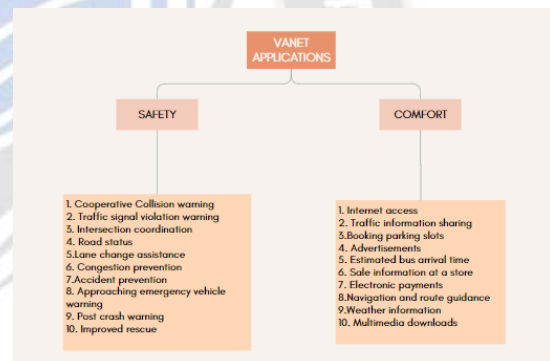 VANET
APPLICATIONS
SAFETY
COMFORT
1. Cooperative Collision warning
2. Traffic signal violation warning
3. Intersection coordination
4. Road status
5.Lane change assistance
6. Congestion prevention
7.Accident prevention
8. Approaching emergency vehicle
warning
9. Post crash warning
10. Improved rescue
1. Internet access
2. Traffic information sharing
3.Booking parking slots
4. Advertisements
5. Estimated bus arrival time
6. Sale information at a store
7. Electronic payments
8.Navigation and route guidance
9.Weather information
10. Multimedia downloads